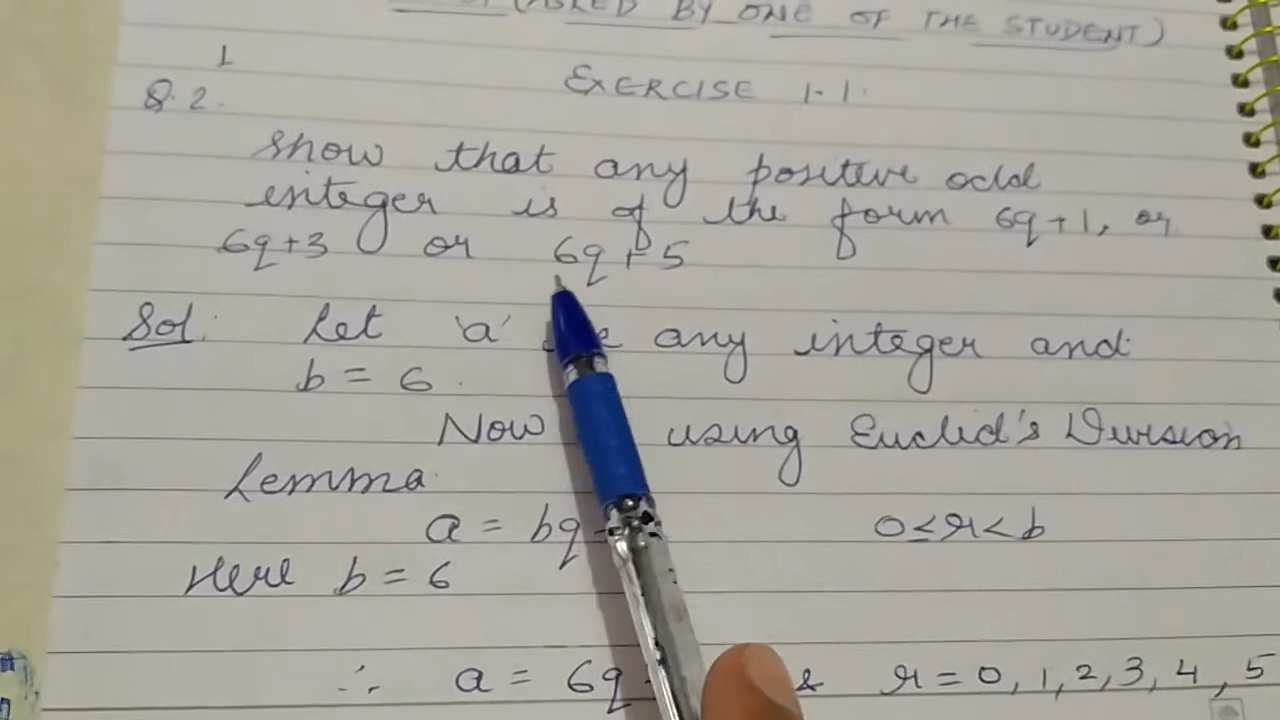 (ASKED BY ONE OF THE STUDENT)
EXERCISE 1.1.
1
Q.2.
Show that any positive odd
integer is of the form 6q+1, or
6q+3 or 6q+5
Sol: Let 'a' any integer and
b = 6.
Now using Euclid's Division
Lemma.
a = bq 0≤r<b
Here b = 6
∴ a = 6q & r = 0, 1, 2, 3, 4, 5